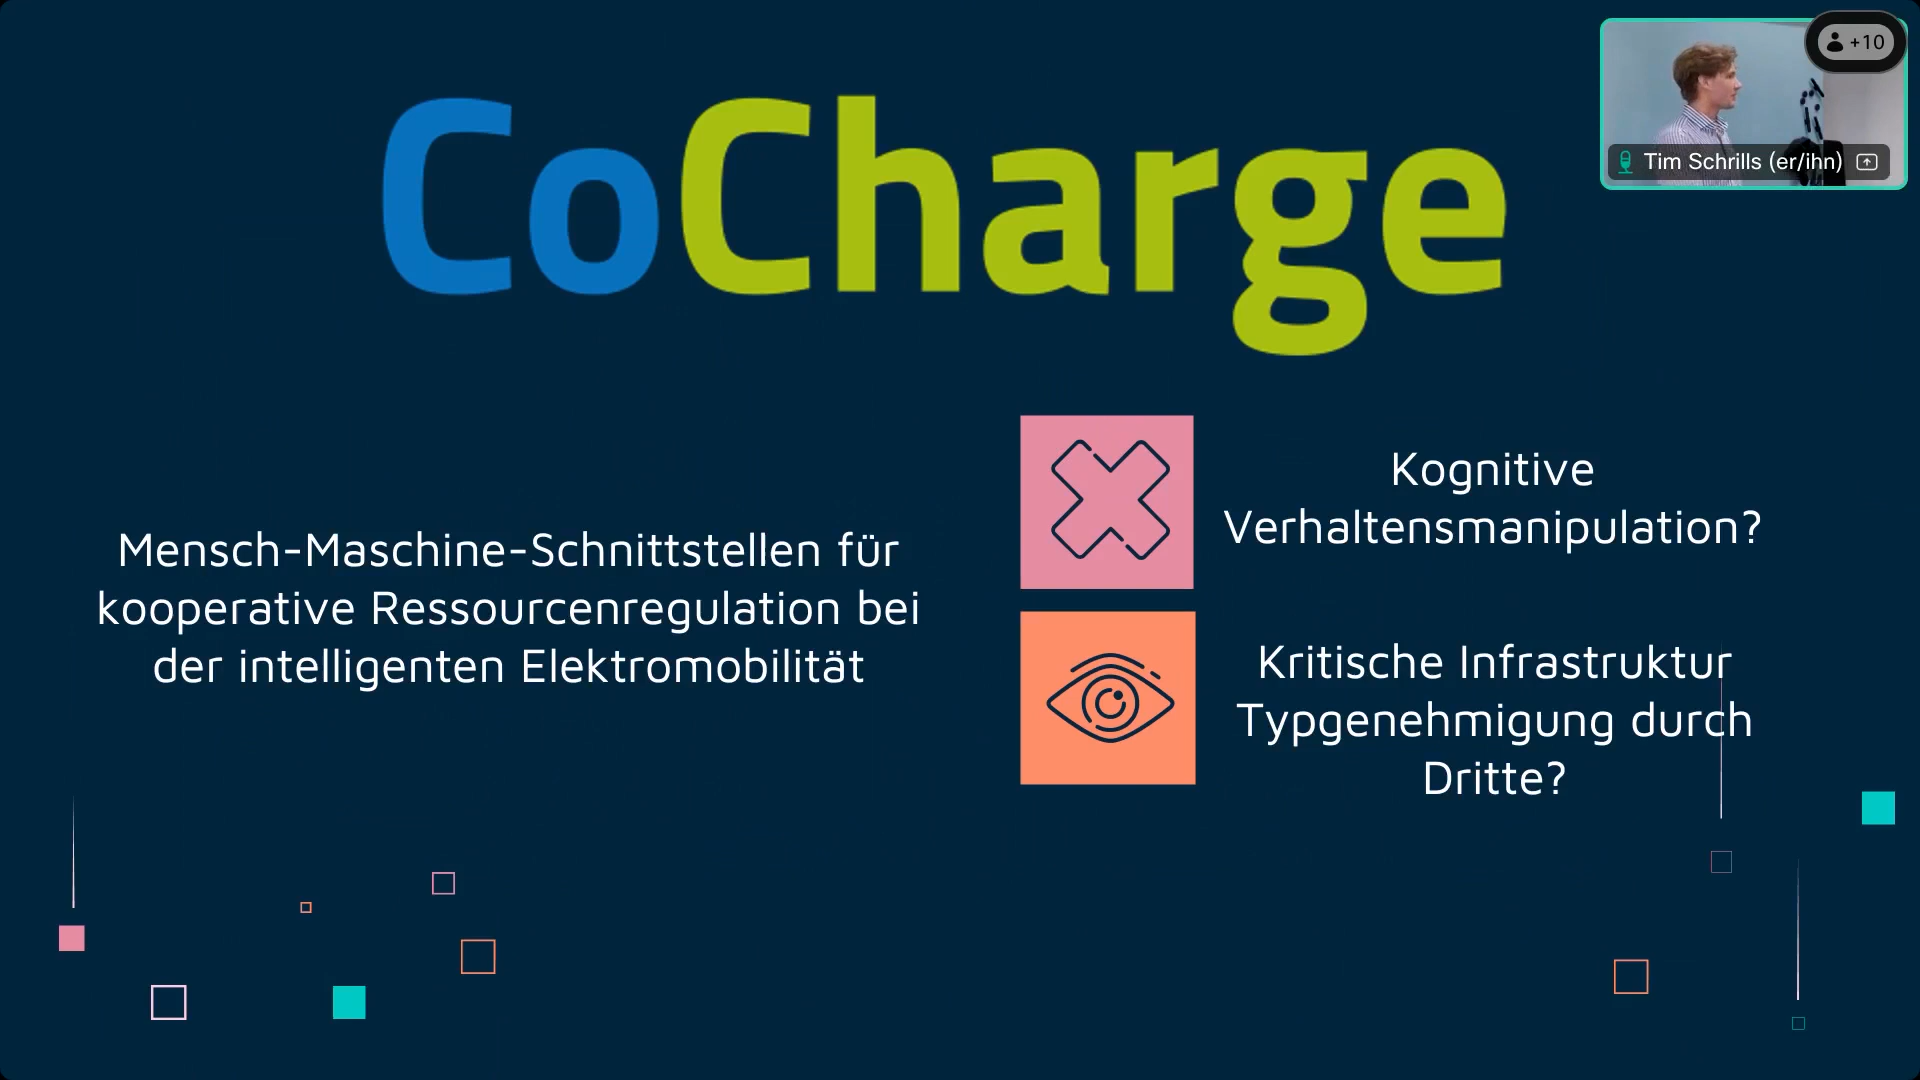 CoCharge
+10
Tim Schrills (er/ihn)
Mensch-Maschine-Schnittstellen für
kooperative Ressourcenregulation bei
der intelligenten Elektromobilität
Kognitive
Verhaltensmanipulation?
Kritische Infrastruktur
Typgenehmigung durch
Dritte?